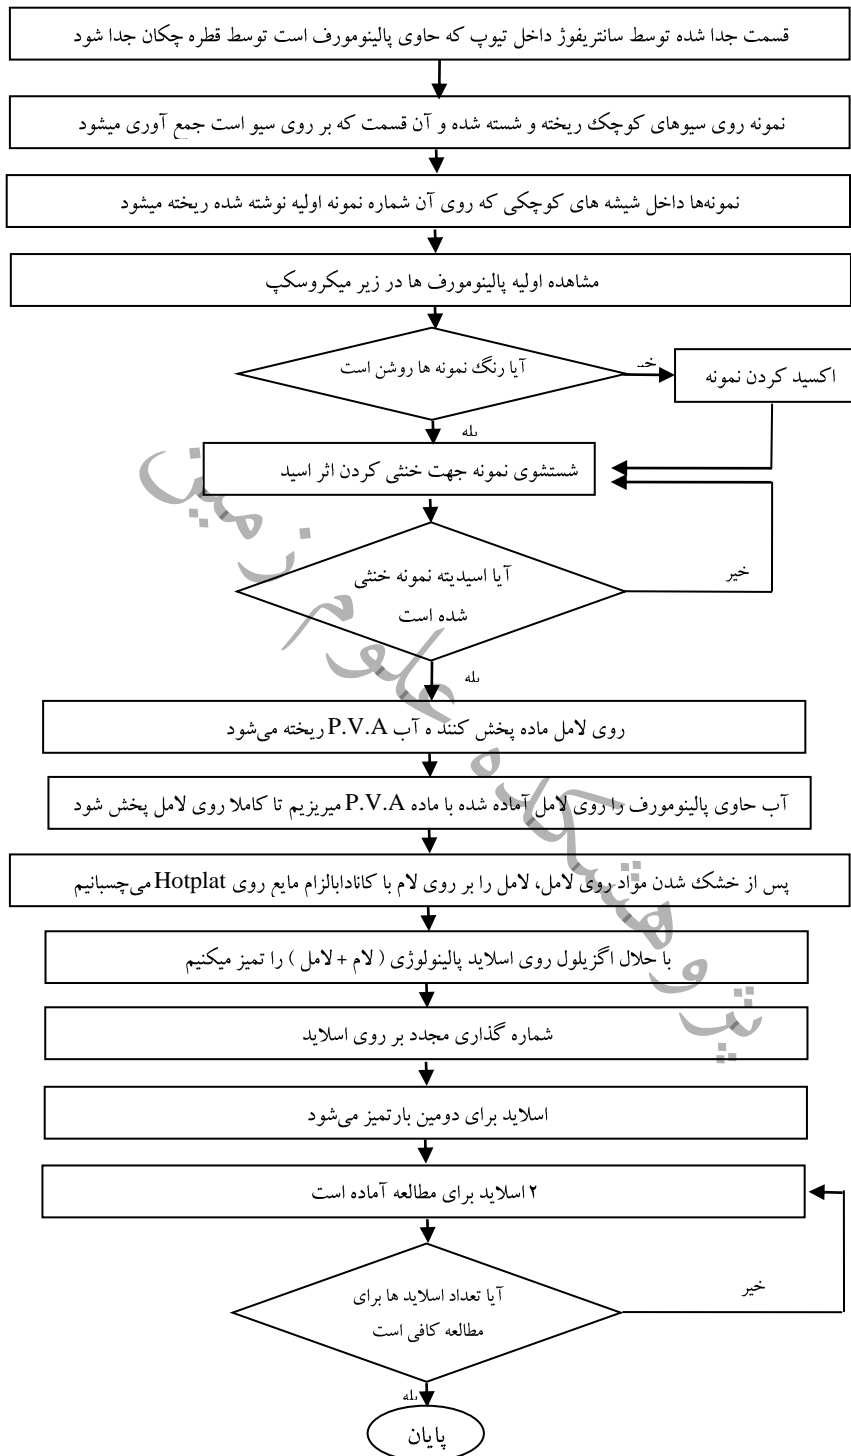 قسمت جدا شده توسط سانتریفوژ داخل تیوپ که حاوی پالینومورف است توسط قطره چکان جدا شود
نمونه روی سیوهای کوچک ریخته و شسته شده و آن قسمت که بر روی سیو است جمع آوری میشود
نمونه‌ها داخل شیشه های کوچکی که روی آن شماره نمونه اولیه نوشته شده ریخته میشود
مشاهده اولیه پالینومورف ها در زیر میکروسکپ
آیا رنگ نمونه ها روشن است
خیر
اکسید کردن نمونه
بله
شستشوی نمونه جهت خنثی کردن اثر اسید
آیا اسیدیته نمونه خنثی
شده است
خیر
بله
روی لامل ماده پخش کنند ه آب P.V.A ریخته می‌شود
آب حاوی پالینومورف را روی لامل آماده شده با ماده P.V.A میریزیم تا کاملا روی لامل پخش شود
پس از خشک شدن مواد روی لامل، لامل را بر روی لام با کانادابالزام مایع روی Hotplat می‌چسبانیم
با حلال اگزیلول روی اسلاید پالینولوژی ( لام + لامل ) را تمیز میکنیم
شماره گذاری مجدد بر روی اسلاید
اسلاید برای دومین بارتمیز می‌شود
۲ اسلاید برای مطالعه آماده است
آیا تعداد اسلاید ها برای
مطالعه کافی است
خیر
بله
پایان
پژوهشکده علوم زمین